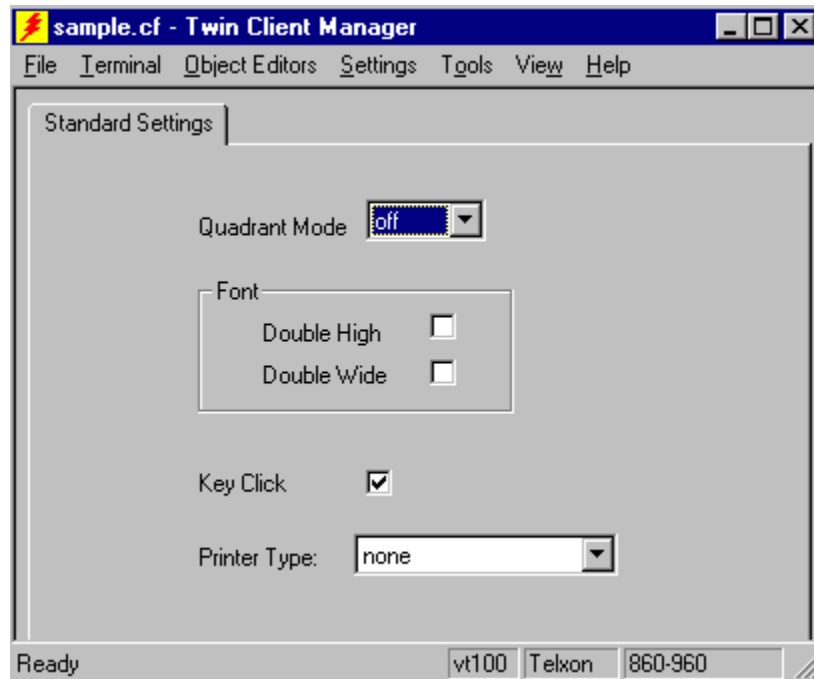 sample.cf - Twin Client Manager
File Terminal Object Editors Settings Tools View Help
Standard Settings
Quadrant Mode off
Font
Double High
Double Wide
Key Click
Printer Type: none
Ready vt100 Telxon 860-960